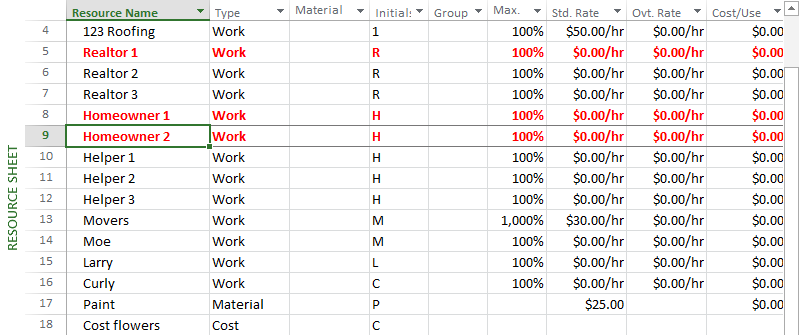 Resource Name Type Material Initials Group Max. Std. Rate Ovt. Rate Cost/Use
4 123 Roofing Work 1 100% $50.00/hr $0.00/hr $0.00
5 Realtor 1 Work R 100% $0.00/hr $0.00/hr $0.00
6 Realtor 2 Work R 100% $0.00/hr $0.00/hr $0.00
7 Realtor 3 Work R 100% $0.00/hr $0.00/hr $0.00
8 Homeowner 1 Work H 100% $0.00/hr $0.00/hr $0.00
9 Homeowner 2 Work H 100% $0.00/hr $0.00/hr $0.00
10 Helper 1 Work H 100% $0.00/hr $0.00/hr $0.00
11 Helper 2 Work H 100% $0.00/hr $0.00/hr $0.00
12 Helper 3 Work H 100% $0.00/hr $0.00/hr $0.00
13 Movers Work M 1,000% $30.00/hr $0.00/hr $0.00
14 Moe Work M 100% $0.00/hr $0.00/hr $0.00
15 Larry Work L 100% $0.00/hr $0.00/hr $0.00
16 Curly Work C 100% $0.00/hr $0.00/hr $0.00
17 Paint Material P $25.00 $0.00
18 Cost flowers Cost C
RESOURCE SHEET